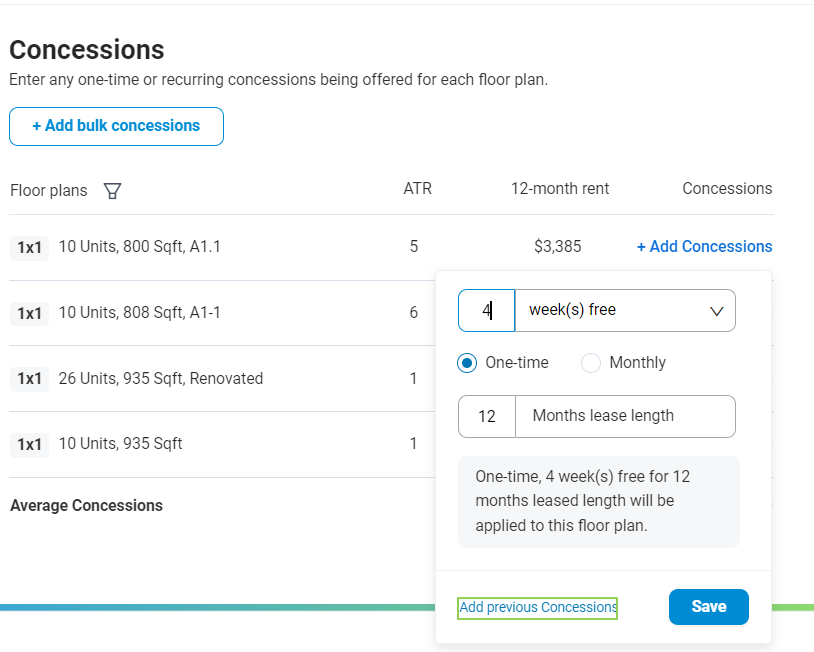 Concessions
Enter any one-time or recurring concessions being offered for each floor plan.
+ Add bulk concessions
Floor plans ATR 12-month rent Concessions
1x1 10 Units, 800 Sqft, A1.1 5 $3,385 + Add Concessions
4 week(s) free
1x1 10 Units, 808 Sqft, A1-1 6
One-time Monthly
1x1 26 Units, 935 Sqft, Renovated 1
12 Months lease length
1x1 10 Units, 935 Sqft 1
One-time, 4 week(s) free for 12
months leased length will be
applied to this floor plan.
Average Concessions
Add previous Concessions Save